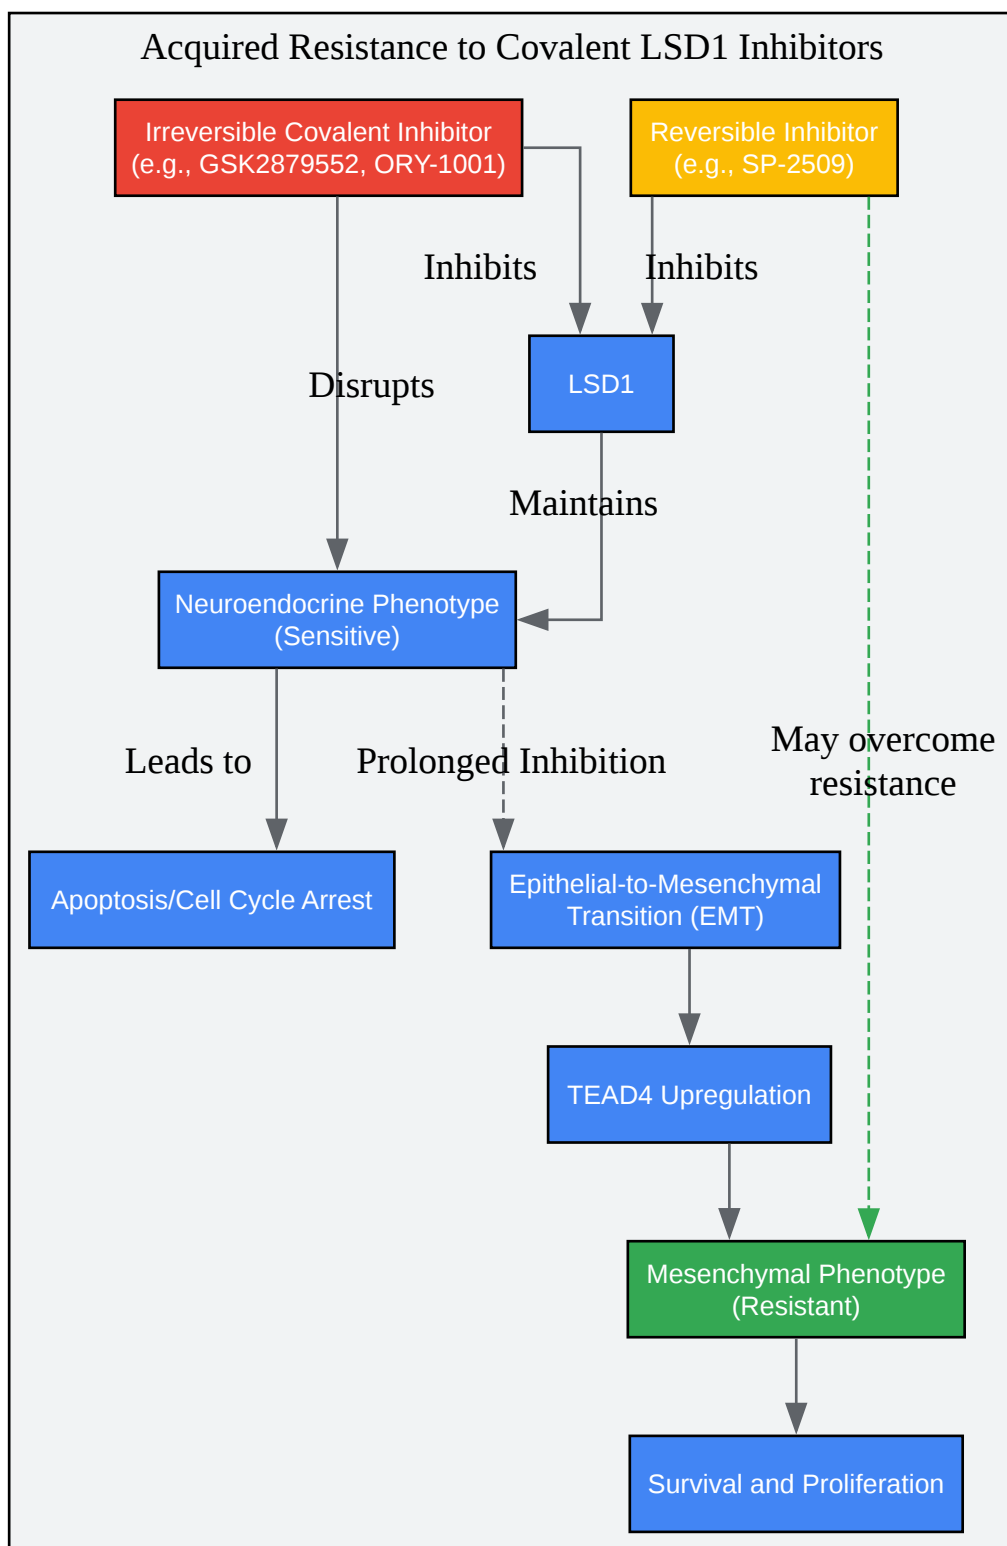 Acquired Resistance to Covalent LSD1 Inhibitors
Irreversible Covalent Inhibitor
(e.g., GSK2879552, ORY-1001)
Reversible Inhibitor
(e.g., SP-2509)
Inhibits
Inhibits
Disrupts
LSD1
Maintains
Neuroendocrine Phenotype
(Sensitive)
Leads to
Prolonged Inhibition
May overcome
resistance
Apoptosis/Cell Cycle Arrest
Epithelial-to-Mesenchymal
Transition (EMT)
TEAD4 Upregulation
Mesenchymal Phenotype
(Resistant)
Survival and Proliferation